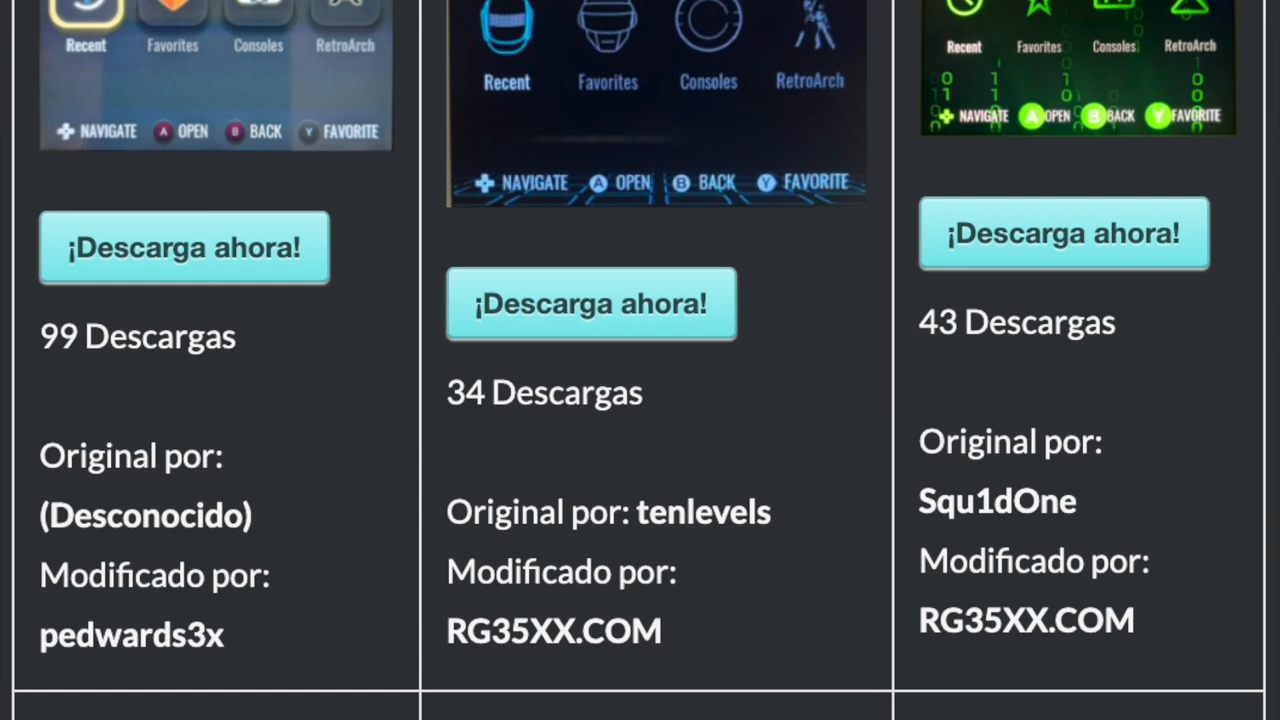 Recent Favorites Consoles RetroArch
NAVIGATE A OPEN B BACK Y FAVORITE
¡Descarga ahora!
99 Descargas
Original por:
(Desconocido)
Modificado por:
pedwards3x
Recent Favorites Consoles RetroArch
NAVIGATE A OPEN B BACK Y FAVORITE
¡Descarga ahora!
34 Descargas
Original por: tenlevels
Modificado por:
RG35XX.COM
Recent Favorites Consoles RetroArch
NAVIGATE A OPEN B BACK Y FAVORITE
¡Descarga ahora!
43 Descargas
Original por:
Squ1dOne
Modificado por:
RG35XX.COM